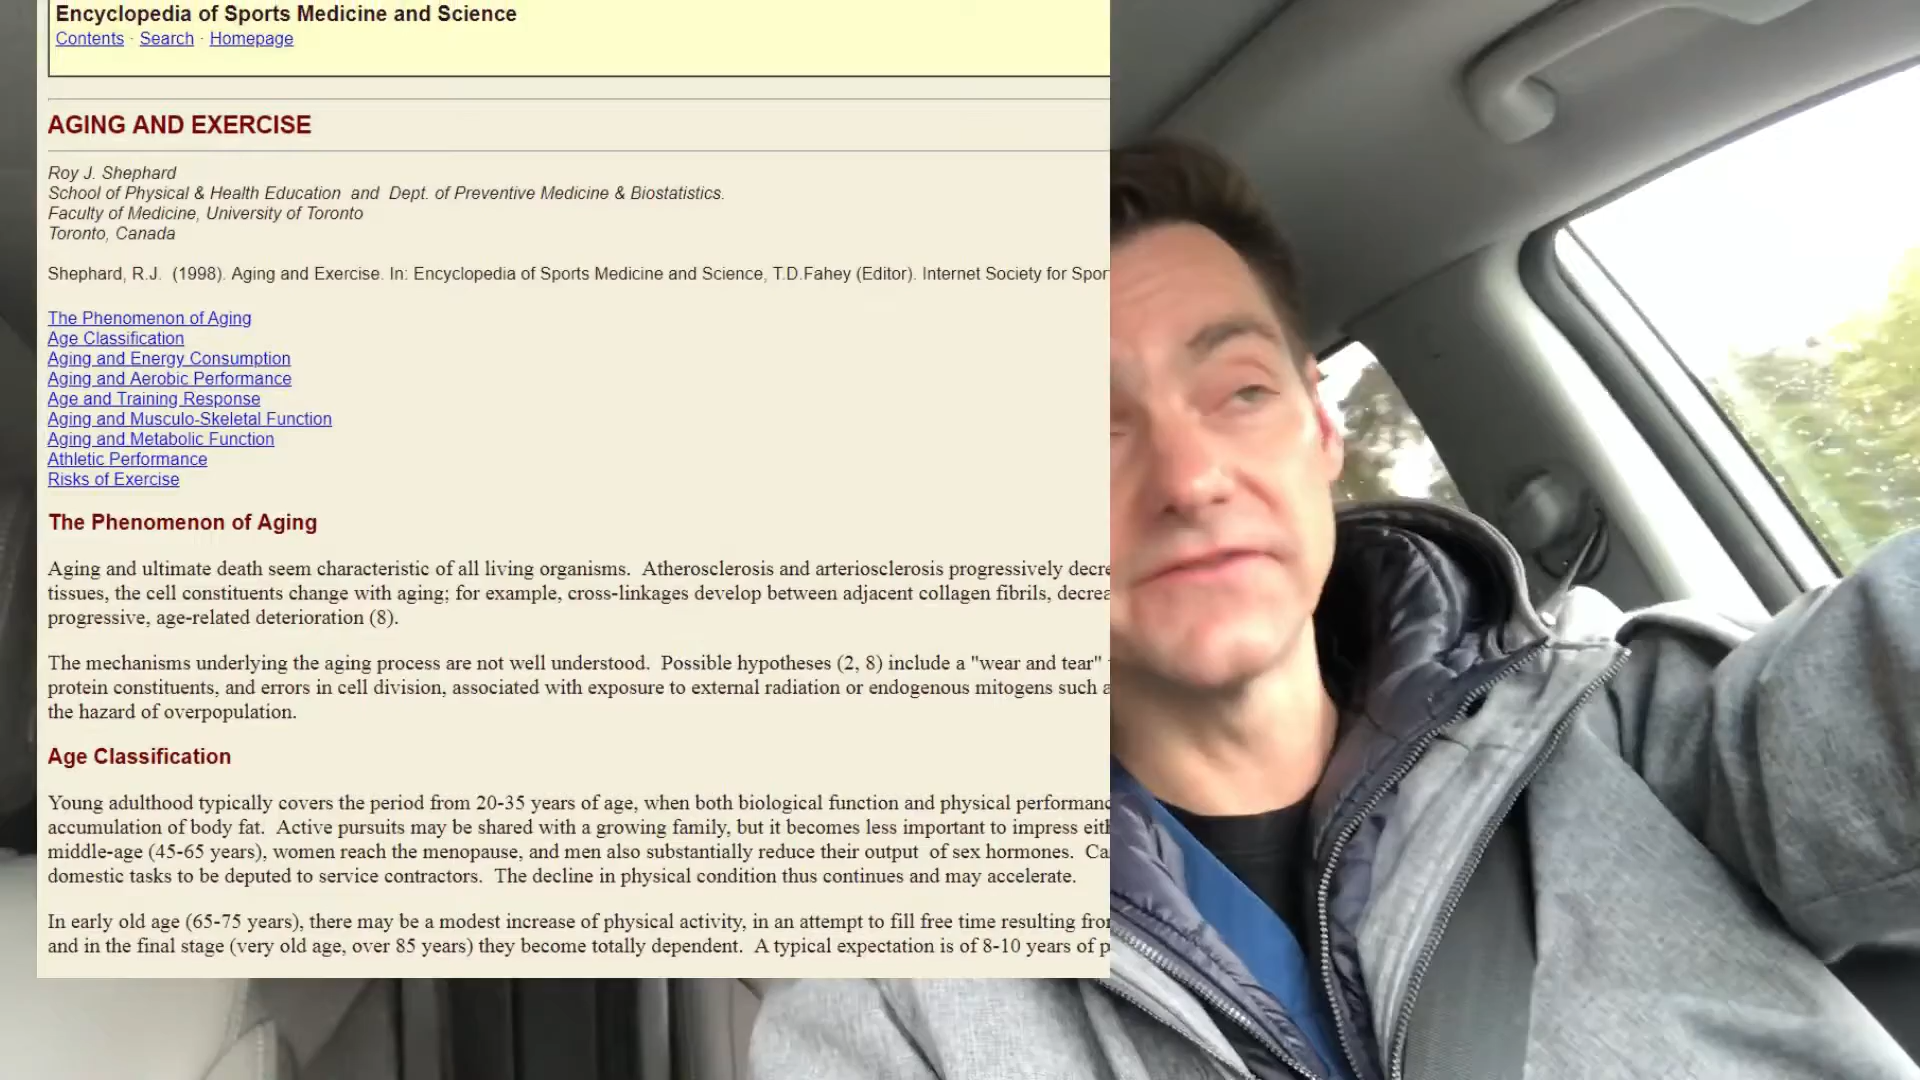 Encyclopedia of Sports Medicine and Science
Contents · Search · Homepage
AGING AND EXERCISE
Roy J. Shephard
School of Physical & Health Education and Dept. of Preventive Medicine & Biostatistics.
Faculty of Medicine, University of Toronto
Toronto, Canada
Shephard, R.J. (1998). Aging and Exercise. In: Encyclopedia of Sports Medicine and Science, T.D.Fahey (Editor). Internet Society for Spor
The Phenomenon of Aging
Age Classification
Aging and Energy Consumption
Aging and Aerobic Performance
Age and Training Response
Aging and Musculo-Skeletal Function
Aging and Metabolic Function
Athletic Performance
Risks of Exercise
The Phenomenon of Aging
Aging and ultimate death seem characteristic of all living organisms. Atherosclerosis and arteriosclerosis progressively decre
tissues, the cell constituents change with aging; for example, cross-linkages develop between adjacent collagen fibrils, decrea
progressive, age-related deterioration (8).
The mechanisms underlying the aging process are not well understood. Possible hypotheses (2, 8) include a "wear and tear"
protein constituents, and errors in cell division, associated with exposure to external radiation or endogenous mitogens such a
the hazard of overpopulation.
Age Classification
Young adulthood typically covers the period from 20-35 years of age, when both biological function and physical performanc
accumulation of body fat. Active pursuits may be shared with a growing family, but it becomes less important to impress eit
middle-age (45-65 years), women reach the menopause, and men also substantially reduce their output of sex hormones. Ca
domestic tasks to be deputed to service contractors. The decline in physical condition thus continues and may accelerate.
In early old age (65-75 years), there may be a modest increase of physical activity, in an attempt to fill free time resulting fro
and in the final stage (very old age, over 85 years) they become totally dependent. A typical expectation is of 8-10 years of p